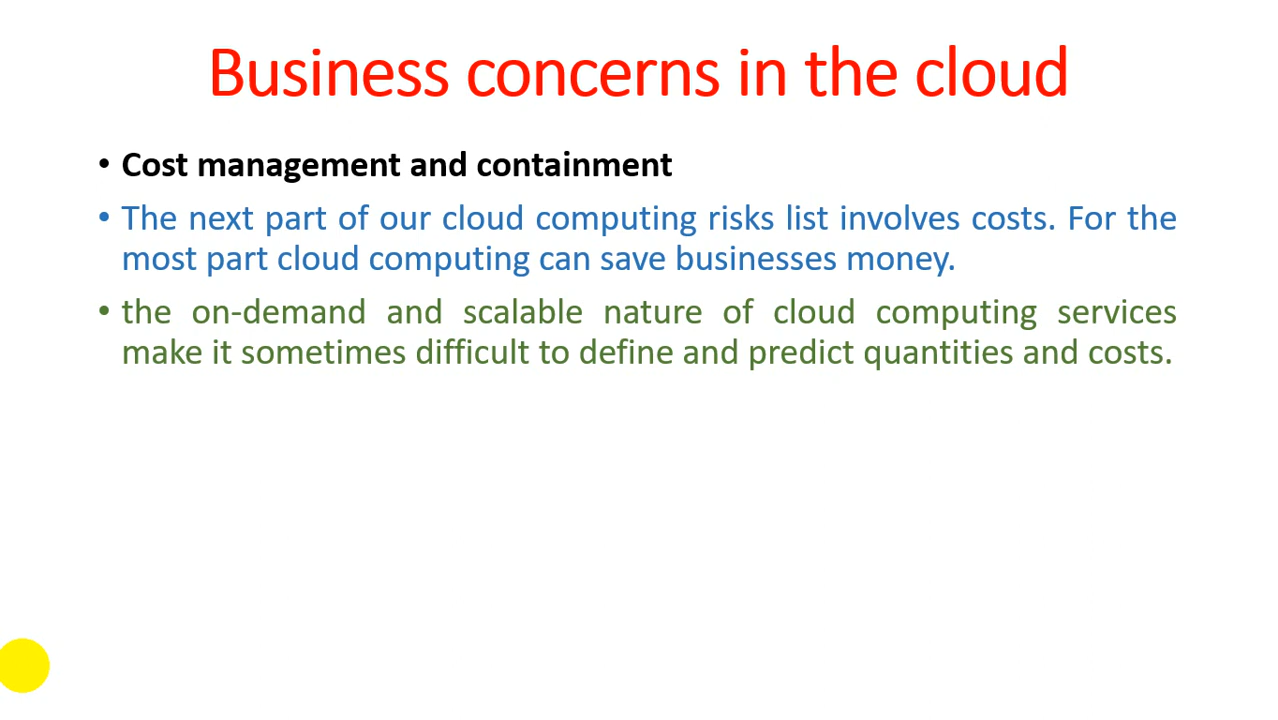 Business concerns in the cloud
• Cost management and containment
• The next part of our cloud computing risks list involves costs. For the
most part cloud computing can save businesses money.
• the on-demand and scalable nature of cloud computing services
make it sometimes difficult to define and predict quantities and costs.